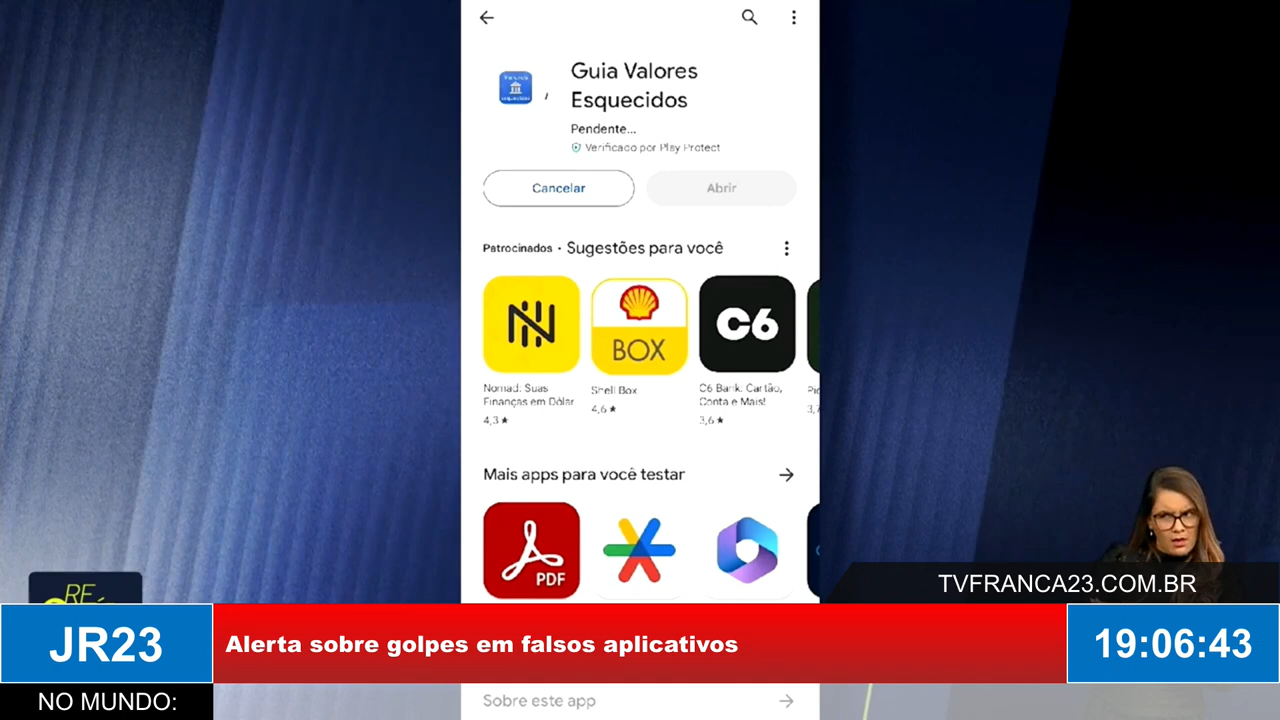 Guia Valores
Esquecidos
Pendente...
Verificado por Play Protect
Cancelar
Abrir
Patrocinados · Sugestões para você
BOX
C6
Nomad: Suas
Finanças em Dólar
4,3 ★
Shell Box
4,6 ★
C6 Bank: Cartão,
Conta e Mais!
3,6 ★
3,7
Mais apps para você testar
PDF
RE
TVFRANCA23.COM.BR
JR23
Alerta sobre golpes em falsos aplicativos
19:06:43
NO MUNDO:
Sobre este app